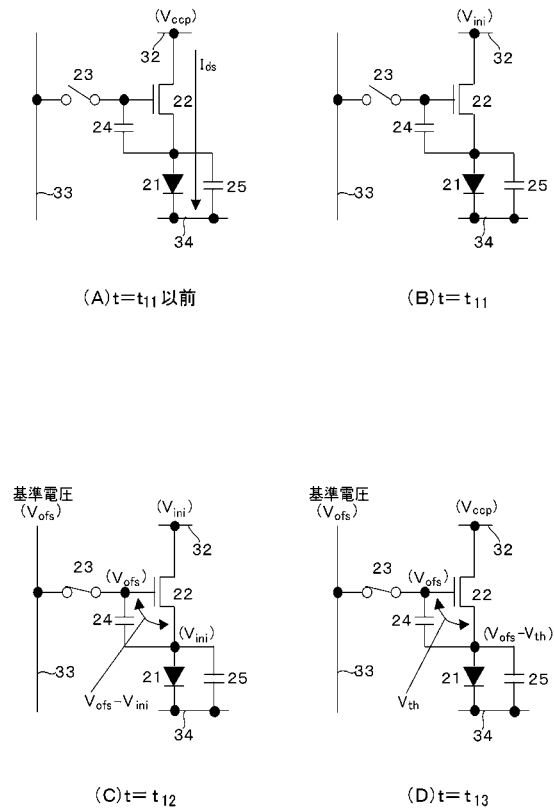 (Vccp)
32
Ids
23
22
24
21
25
33
34
(A)t=t11以前
(Vini)
32
23
22
24
21
25
33
34
(B)t=t11
基準電圧
(Vofs)
(Vini)
32
23
(Vofs)
22
24
(Vini)
33
21
25
Vofs-Vini
34
(C)t=t12
基準電圧
(Vofs)
(Vccp)
32
23
(Vofs)
22
24
(Vofs-Vth)
33
21
25
Vth
34
(D)t=t13